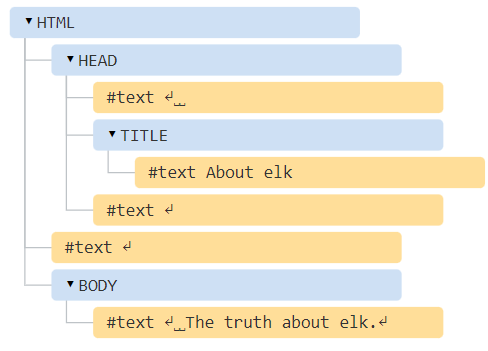 ▾ HTML
▾ HEAD
#text ↵␣␣
▾ TITLE
#text About elk
#text ↵
#text ↵
▾ BODY
#text ↵␣␣The truth about elk.↵